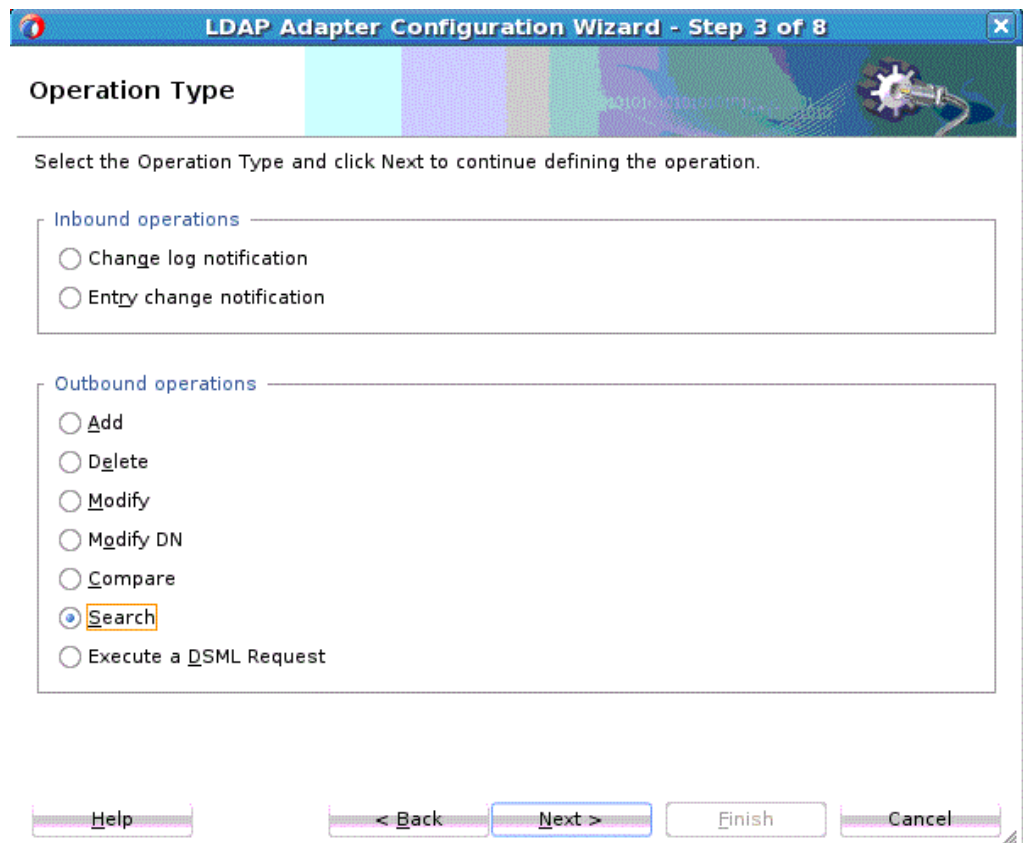 LDAP Adapter Configuration Wizard - Step 3 of 8
Operation Type
Select the Operation Type and click Next to continue defining the operation.
Inbound operations
Change log notification
Entry change notification
Outbound operations
Add
Delete
Modify
Modify DN
Compare
Search
Execute a DSML Request
Help
< Back
Next >
Finish
Cancel